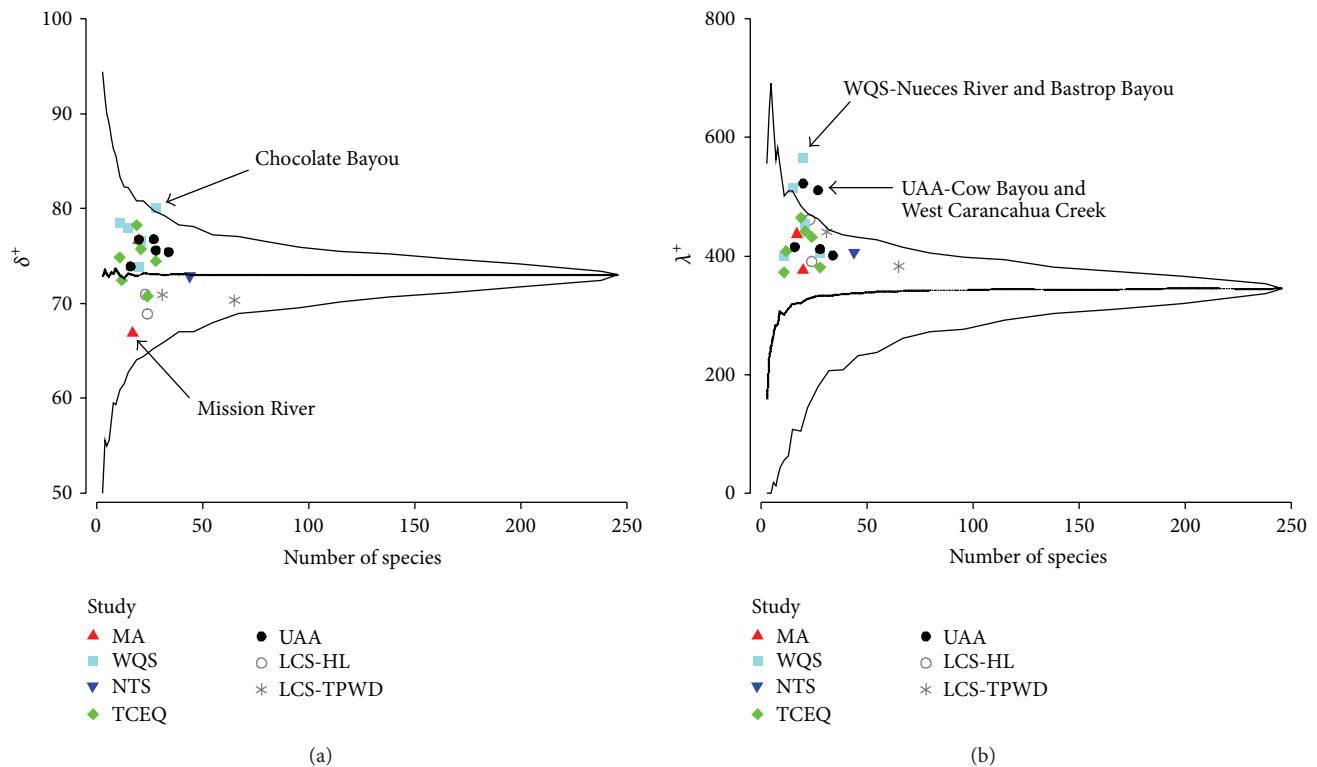 100
90
80
70
60
50
δ+
Chocolate Bayou
Mission River
0
50
100
150
200
250
Number of species
Study
MA
WQS
NTS
TCEQ
UAA
LCS-HL
LCS-TPWD
(a)
800
600
400
200
0
λ+
WQS-Nueces River and Bastrop Bayou
UAA-Cow Bayou and
West Carancahua Creek
0
50
100
150
200
250
Number of species
Study
MA
WQS
NTS
TCEQ
UAA
LCS-HL
LCS-TPWD
(b)